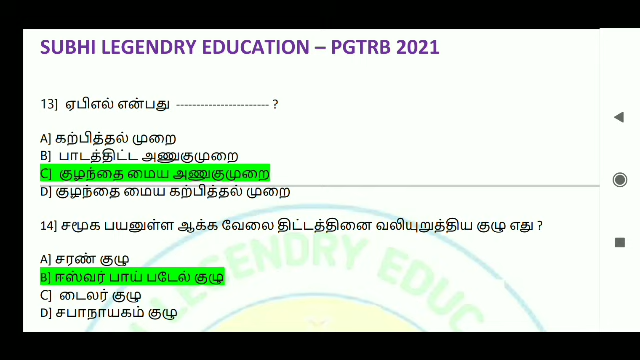 SUBHI LEGENDRY EDUCATION – PGTRB 2021
13] ஏபிஎல் என்பது ----------------------- ?
A] கற்பித்தல் முறை
B] பாடத்திட்ட அணுகுமுறை
C] குழந்தை மைய அணுகுமுறை
D] குழந்தை மைய கற்பித்தல் முறை
14] சமூக பயனுள்ள ஆக்க வேலை திட்டத்தினை வலியுறுத்திய குழு எது ?
A] சரண் குழு
B] ஈஸ்வர் பாய் படேல் குழு
C] டைலர் குழு
D] சபாநாயகம் குழு